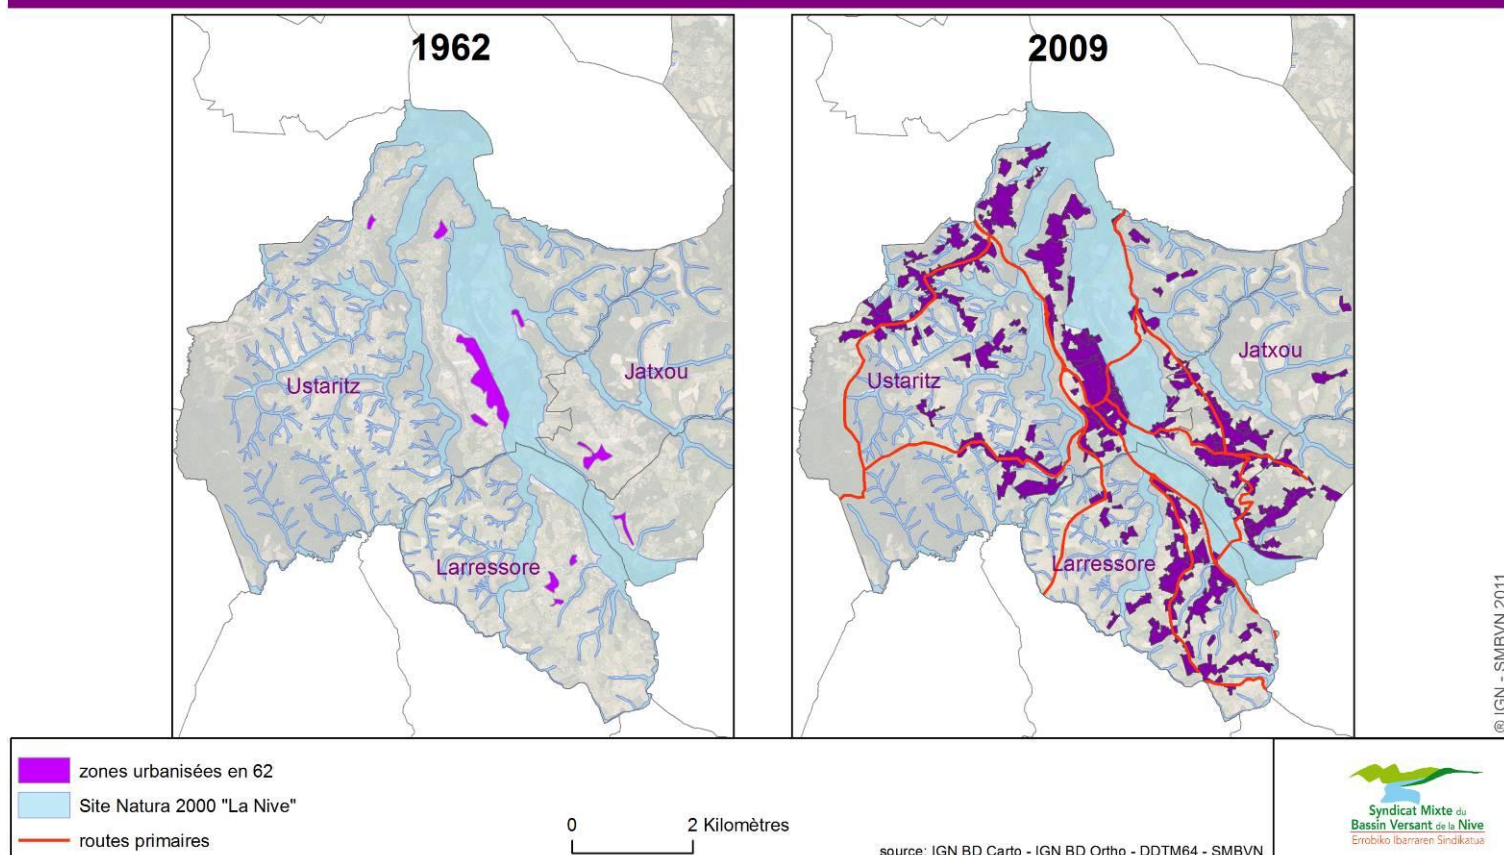 1962
2009
Ustaritz
Jatxou
Larressore
Ustaritz
Jatxou
Larressore
® IGN - SMBVN 2011
zones urbanisées en 62
Site Natura 2000 "La Nive"
routes primaires
0 2 Kilomètres
source: IGN BD Carto - IGN BD Ortho - DDTM64 - SMBVN
Syndicat Mixte du
Bassin Versant de la Nive
Errobiko Ibarraren Sindikatua